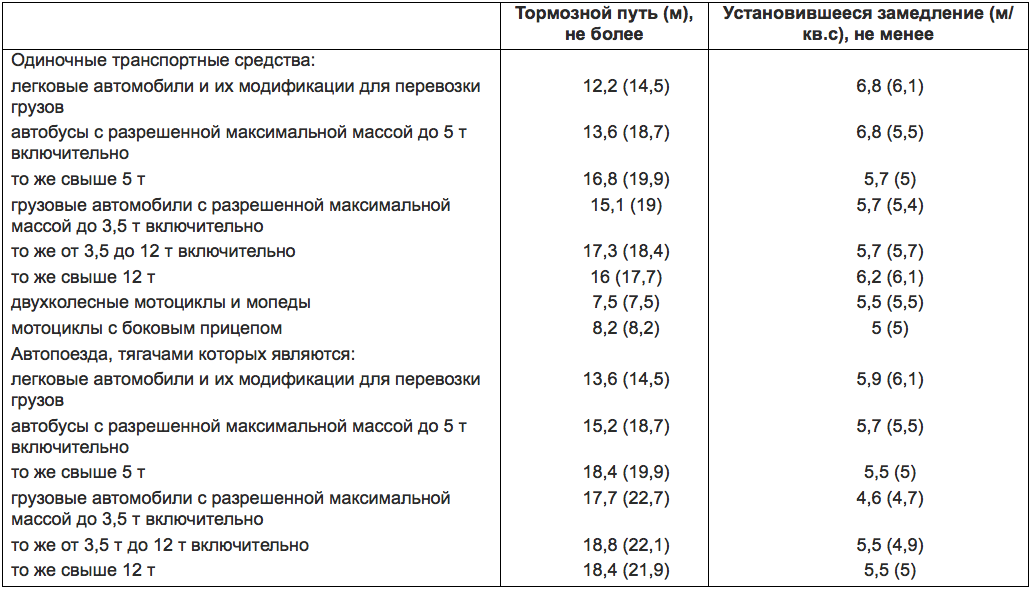 Тормозной путь (м), Установившееся замедление (м/
не более кв.с), не менее
Одиночные транспортные средства:
легковые автомобили и их модификации для перевозки 12,2 (14,5) 6,8 (6,1)
грузов
автобусы с разрешенной максимальной массой до 5 т 13,6 (18,7) 6,8 (5,5)
включительно
то же свыше 5 т 16,8 (19,9) 5,7 (5)
грузовые автомобили с разрешенной максимальной 15,1 (19) 5,7 (5,4)
массой до 3,5 т включительно
то же от 3,5 до 12 т включительно 17,3 (18,4) 5,7 (5,7)
то же свыше 12 т 16 (17,7) 6,2 (6,1)
двухколесные мотоциклы и мопеды 7,5 (7,5) 5,5 (5,5)
мотоциклы с боковым прицепом 8,2 (8,2) 5 (5)
Автопоезда, тягачами которых являются:
легковые автомобили и их модификации для перевозки 13,6 (14,5) 5,9 (6,1)
грузов
автобусы с разрешенной максимальной массой до 5 т 15,2 (18,7) 5,7 (5,5)
включительно
то же свыше 5 т 18,4 (19,9) 5,5 (5)
грузовые автомобили с разрешенной максимальной 17,7 (22,7) 4,6 (4,7)
массой до 3,5 т включительно
то же от 3,5 т до 12 т включительно 18,8 (22,1) 5,5 (4,9)
то же свыше 12 т 18,4 (21,9) 5,5 (5)